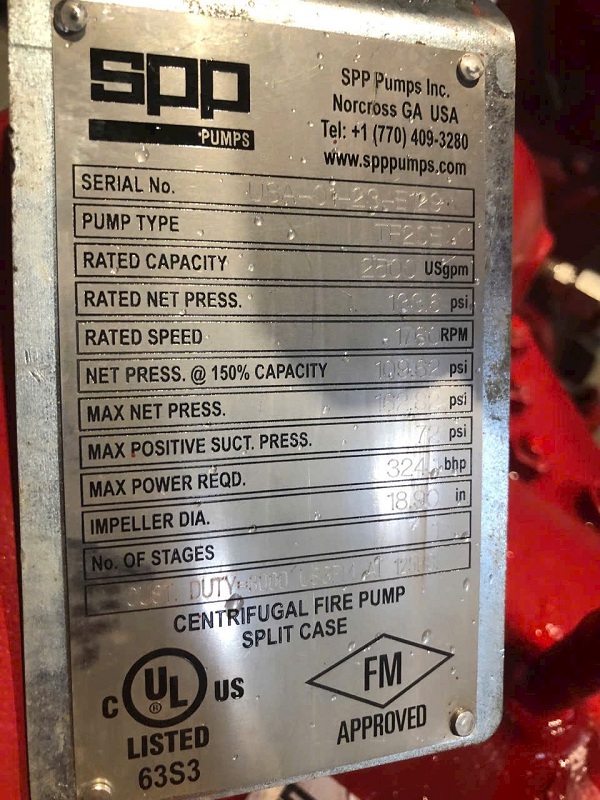 spp
PUMPS
SPP Pumps Inc.
Norcross GA USA
Tel: +1 (770) 409-3280
www.spppumps.com
SERIAL No.
PUMP TYPE
RATED CAPACITY 2500 USgpm
RATED NET PRESS. psi
RATED SPEED RPM
NET PRESS. @ 150% CAPACITY psi
MAX NET PRESS. psi
MAX POSITIVE SUCT. PRESS. psi
MAX POWER REQD. bhp
IMPELLER DIA. 18.90 in
No. OF STAGES
CENTRIFUGAL FIRE PUMP
SPLIT CASE
C UL ® US
LISTED
63S3
FM
APPROVED